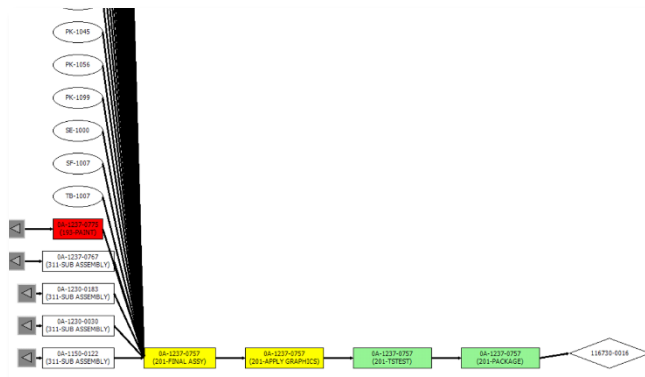 PK-1045
PK-1056
PK-1099
SE-1000
SF-1007
TB-1007
0A-1237-0775
(193-PAINT)
0A-1237-0767
(311-SUB ASSEMBLY)
0A-1230-0183
(311-SUB ASSEMBLY)
0A-1230-0030
(311-SUB ASSEMBLY)
0A-1150-0122
(311-SUB ASSEMBLY)
0A-1237-0757
(201-FINAL ASSY)
0A-1237-0757
(201-APPLY GRAPHICS)
0A-1237-0757
(201-TSTEST)
0A-1237-0757
(201-PACKAGE)
116730-0016